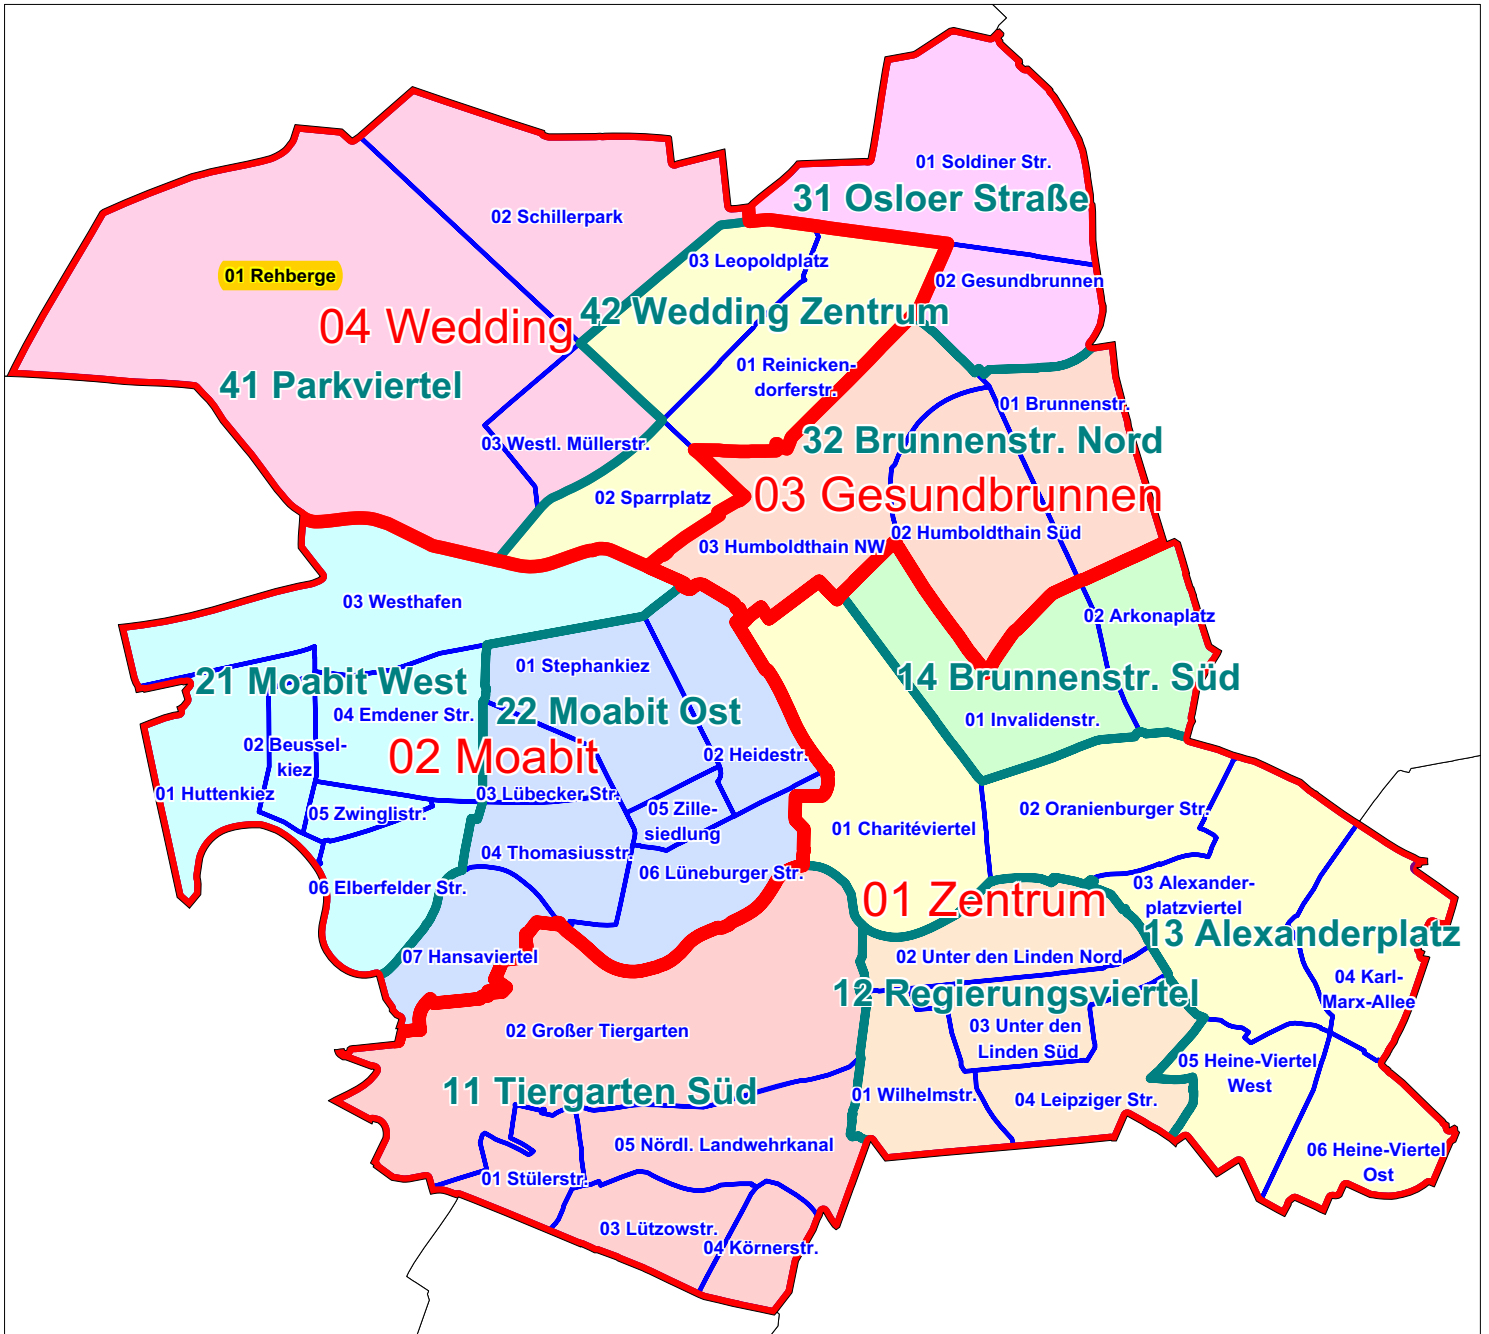 01 Soldiner Str.
31 Osloer Straße
02 Schillerpark
03 Leopoldplatz
01 Rehberge
02 Gesundbrunnen
42 Wedding Zentrum
04 Wedding
01 Reinicken-
dorferstr.
41 Parkviertel
01 Brunnenstr.
03 Westl. Müllerstr.
32 Brunnenstr. Nord
02 Sparrplatz
03 Gesundbrunnen
02 Humboldthain Süd
03 Humboldthain NW
03 Westhafen
02 Arkonaplatz
01 Stephankiez
21 Moabit West
14 Brunnenstr. Süd
04 Emdener Str.
22 Moabit Ost
01 Invalidenstr.
02 Beussel-
kiez
02 Moabit
02 Heidestr.
01 Huttenkiez
03 Lübecker Str.
05 Zwinglistr.
05 Zille-
siedlung
02 Oranienburger Str.
01 Charitéviertel
04 Thomasiusstr.
06 Lüneburger Str.
06 Elberfelder Str.
03 Alexander-
platzviertel
01 Zentrum
13 Alexanderplatz
07 Hansaviertel
02 Unter den Linden Nord
12 Regierungsviertel
04 Karl-
Marx-Allee
02 Großer Tiergarten
03 Unter den
Linden Süd
05 Heine-Viertel
West
11 Tiergarten Süd
01 Wilhelmstr.
04 Leipziger Str.
05 Nördl. Landwehrkanal
06 Heine-Viertel
Ost
01 Stülerstr.
03 Lützowstr.
04 Körnerstr.